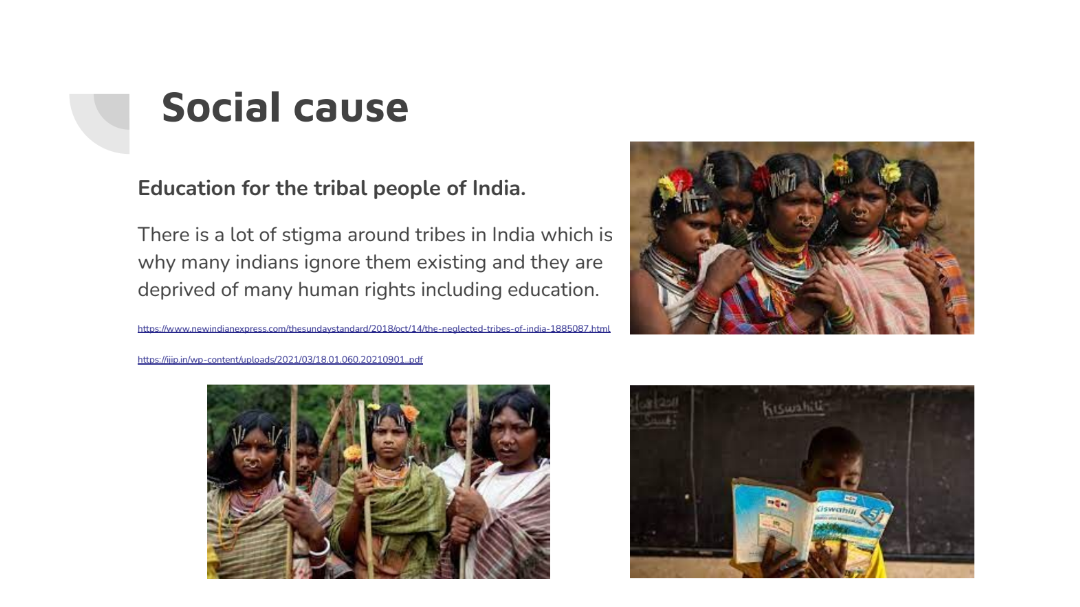 Social cause
Education for the tribal people of India.
There is a lot of stigma around tribes in India which is
why many indians ignore them existing and they are
deprived of many human rights including education.
https://www.newindianexpress.com/thesundaystandard/2018/oct/14/the-neglected-tribes-of-india-1885087.html
https://ijip.in/wp-content/uploads/2021/03/18.01.060.20210901..pdf
Kiswahili
Kiswahili